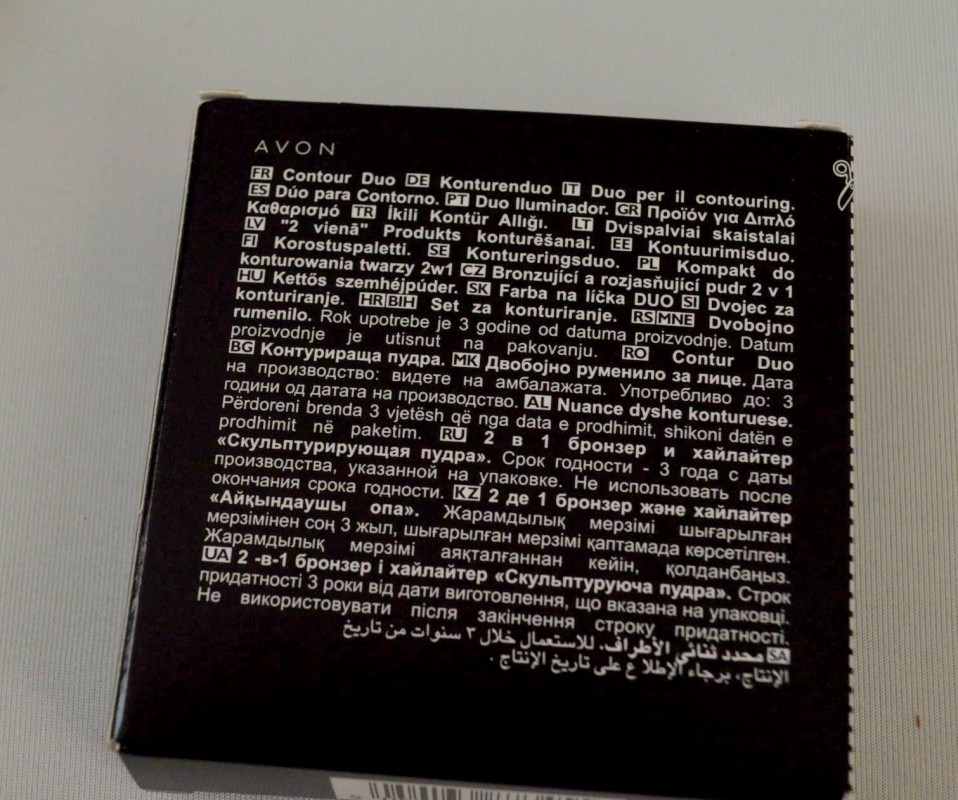 AVON
FR Contour Duo DE Konturenduo IT Duo per il contouring.
ES Dúo para Contorno. PT Duo Iluminador. GR Προϊόν για Διπλό
Καθαρισμό TR İkili Kontür Allığı. LT Dvispalviai skaistalai
LV "2 vienā" Produkts konturēšanai. EE Kontuurimisduo.
FI Korostuspaletti. SE Kontureringsduo. PL Kompakt do
konturowania twarzy 2w1 CZ Bronzující a rozjasňující pudr 2 v 1
HU Kettős szemhéjpúder. SK Farba na líčka DUO SI Dvojec za
konturiranje. HR BIH Set za konturiranje. RS MNE Dvobojno
rumenilo. Rok upotrebe je 3 godine od datuma proizvodnje. Datum
proizvodnje je utisnut na pakovanju. RO Contur Duo
BG Контурираща пудра. MK Двобојно руменило за лице. Дата
на производство: видете на амбалажата. Употребливо до: 3
години од датата на производство. AL Nuance dyshe konturuese.
Përdoreni brenda 3 vjetësh që nga data e prodhimit, shikoni datën e
prodhimit në paketim. RU 2 в 1 бронзер и хайлайтер
«Скульптурирующая пудра». Срок годности - 3 года с даты
производства, указанной на упаковке. Не использовать после
окончания срока годности. KZ 2 де 1 бронзер және хайлайтер
«Айқындаушы опа». Жарамдылық мерзімі шығарылған
мерзімінен соң 3 жыл, шығарылған мерзімі қаптамада көрсетілген.
Жарамдылық мерзімі аяқталғаннан кейін, қолданбаңыз.
UA 2 -в-1 бронзер і хайлайтер «Скульптуруюча пудра». Строк
придатності 3 роки від дати виготовлення, що вказана на упаковці.
Не використовувати після закінчення строку придатності.
SA محدد ثنائي الأطراف. للاستعمال خلال ٣ سنوات من تاريخ
الإنتاج، برجاء الإطلا ع على تاريخ الإنتاج .